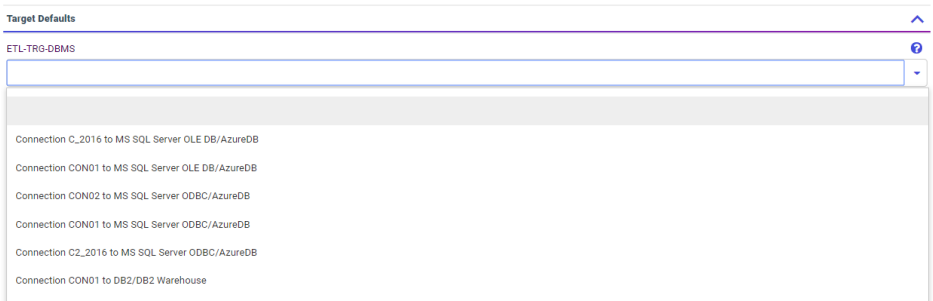 Target Defaults
ETL-TRG-DBMS
Connection C_2016 to MS SQL Server OLE DB/AzureDB
Connection CON01 to MS SQL Server OLE DB/AzureDB
Connection CON02 to MS SQL Server ODBC/AzureDB
Connection CON01 to MS SQL Server ODBC/AzureDB
Connection C2_2016 to MS SQL Server ODBC/AzureDB
Connection CON01 to DB2/DB2 Warehouse